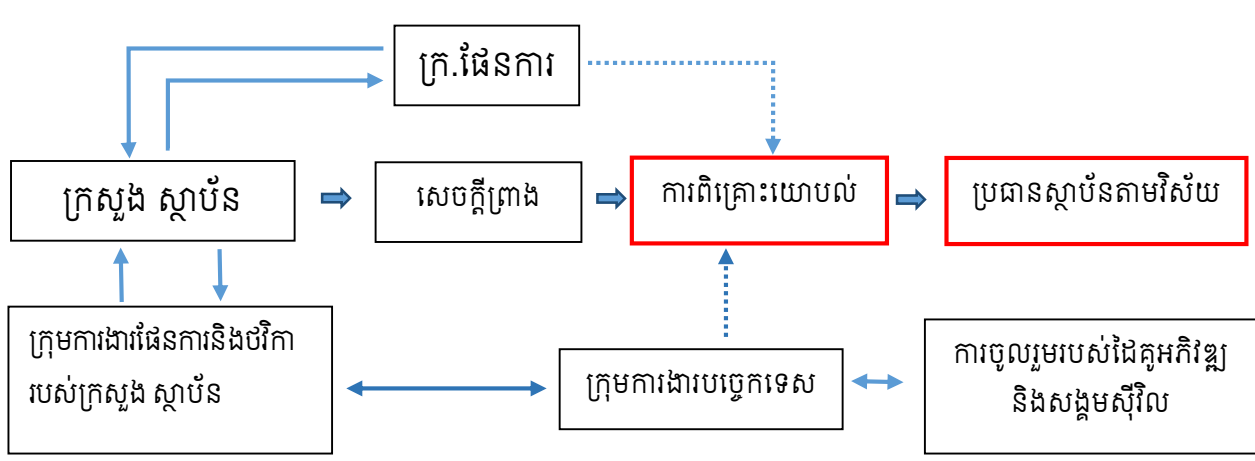 ក្រ.ផែនការ
ក្រសួង ស្ថាប័ន
សេចក្តីព្រាង
ការពិគ្រោះយោបល់
ប្រធានស្ថាប័នតាមវិស័យ
ក្រុមការងារផែនការនិងថវិកា
របស់ក្រសួង ស្ថាប័ន
ក្រុមការងារបច្ចេកទេស
ការចូលរួមរបស់ដៃគូអភិវឌ្ឍ
និងសង្គមស៊ីវិល